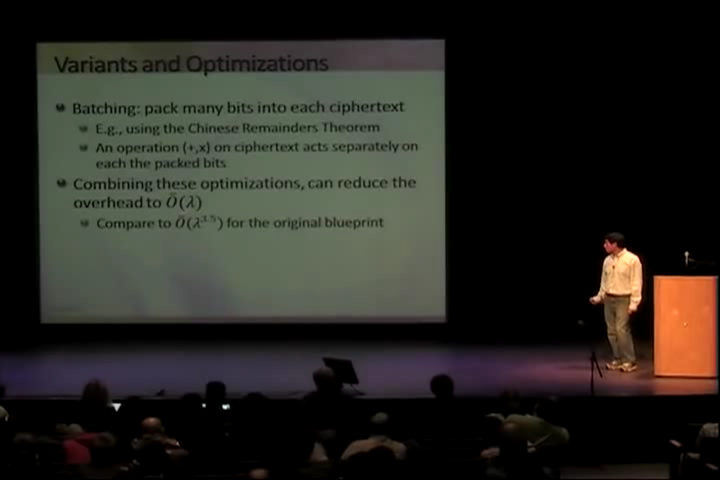 Variants and Optimizations
Batching: pack many bits into each ciphertext
E.g., using the Chinese Remainders Theorem
An operation (+,x) on ciphertext acts separately on
each the packed bits
Combining these optimizations, can reduce the
overhead to Õ(λ)
Compare to Õ(λ³·⁵) for the original blueprint